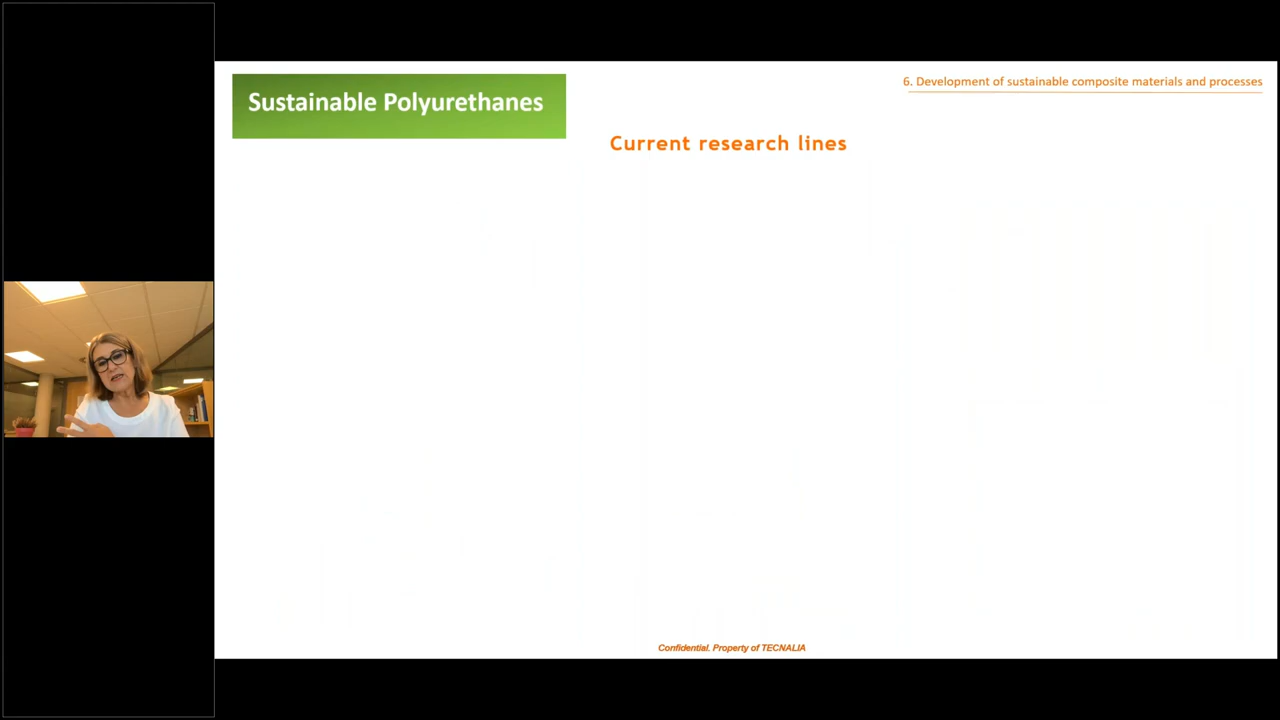 Sustainable Polyurethanes
6. Development of sustainable composite materials and processes
Current research lines
Confidential. Property of TECNALIA